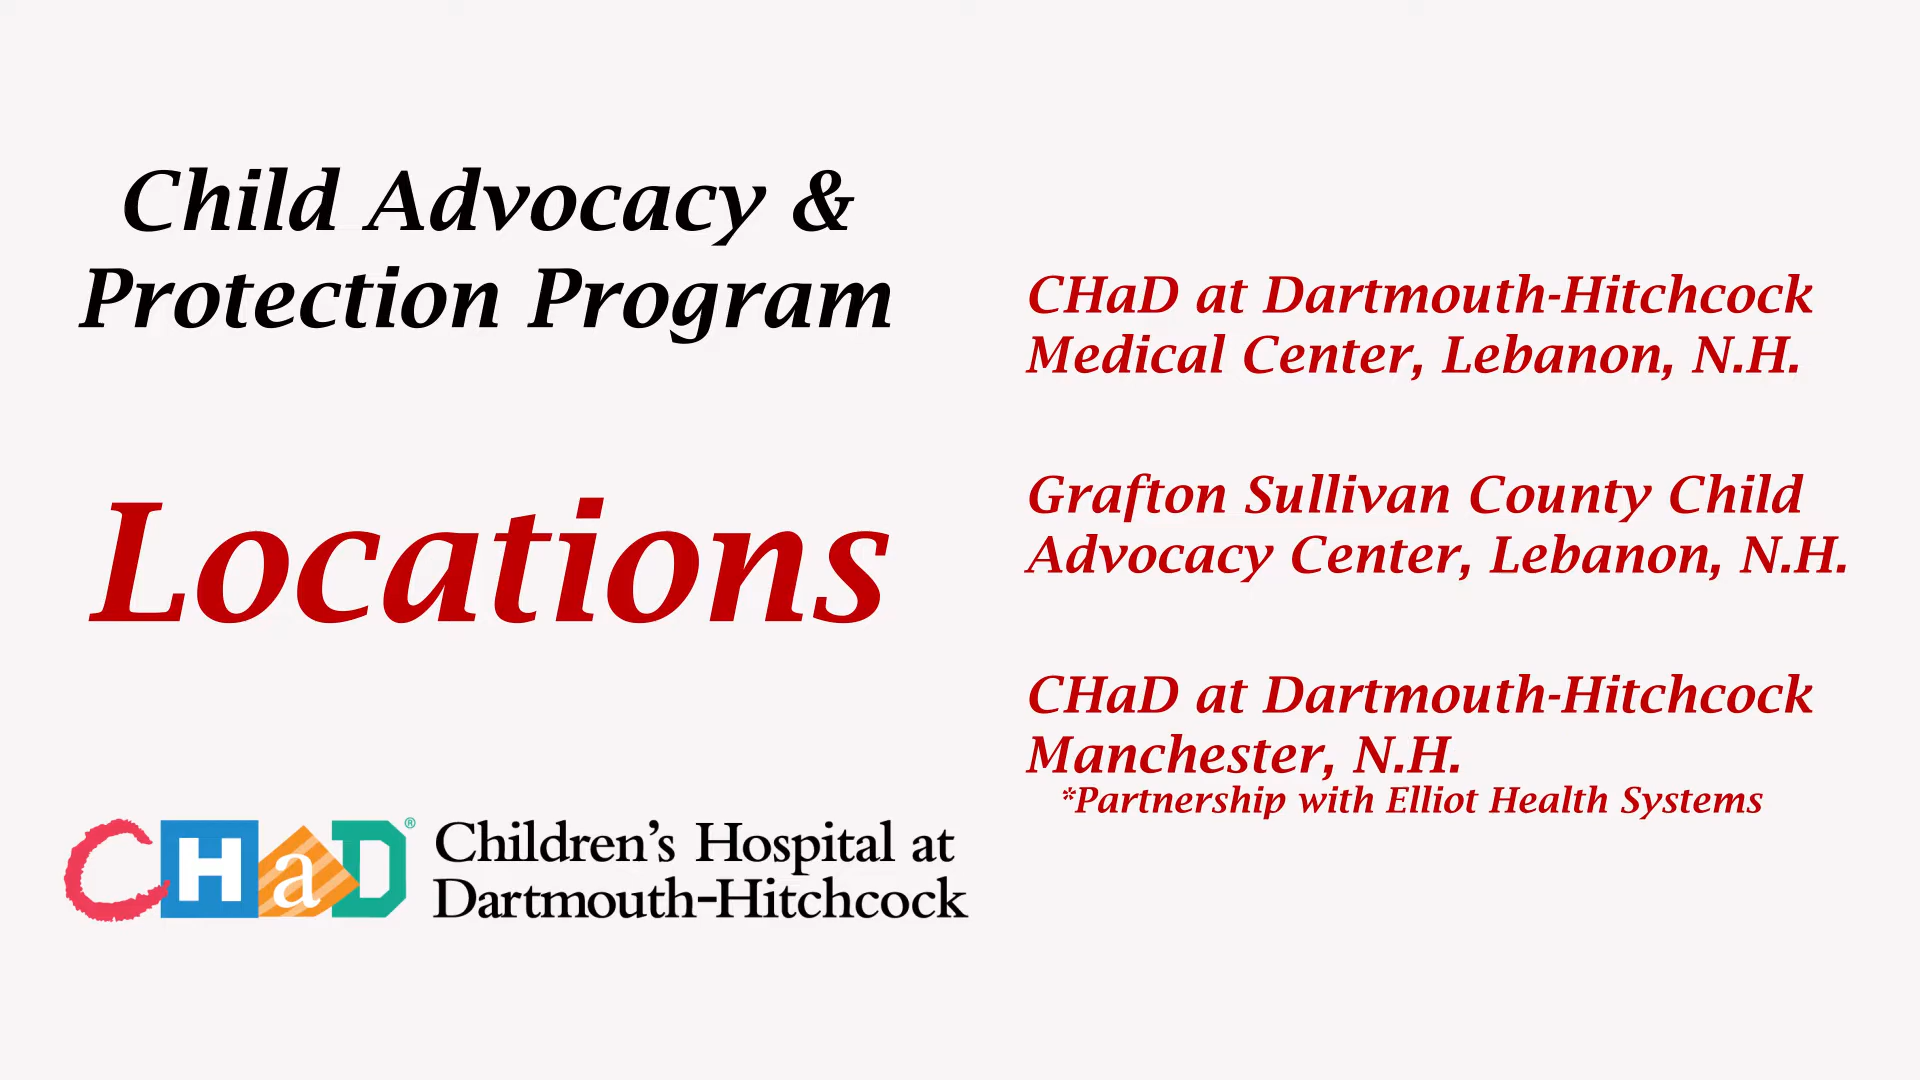 Child Advocacy &
Protection Program
Locations
CHaD® Children's Hospital at
Dartmouth-Hitchcock
CHaD at Dartmouth-Hitchcock
Medical Center, Lebanon, N.H.
Grafton Sullivan County Child
Advocacy Center, Lebanon, N.H.
CHaD at Dartmouth-Hitchcock
Manchester, N.H.
*Partnership with Elliot Health Systems